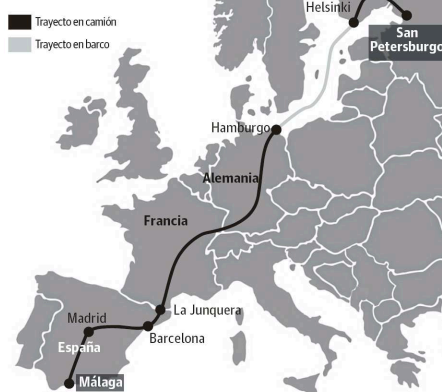 Trayecto en camión
Trayecto en barco
Helsinki
San
Petersburgo
Hamburgo
Alemania
Francia
La Junquera
Madrid
Barcelona
España
Málaga